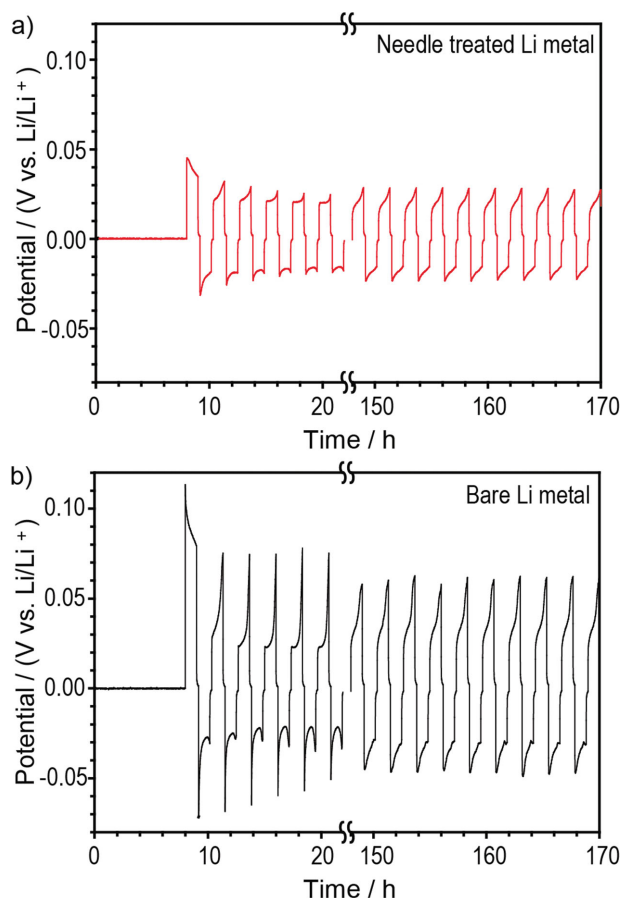 a)
Needle treated Li metal
0.10
0.05
0.00
-0.05
Potential / (V vs. Li/Li⁺)
0 10 20 150 160 170
Time / h
b)
Bare Li metal
0.10
0.05
0.00
-0.05
Potential / (V vs. Li/Li⁺)
0 10 20 150 160 170
Time / h